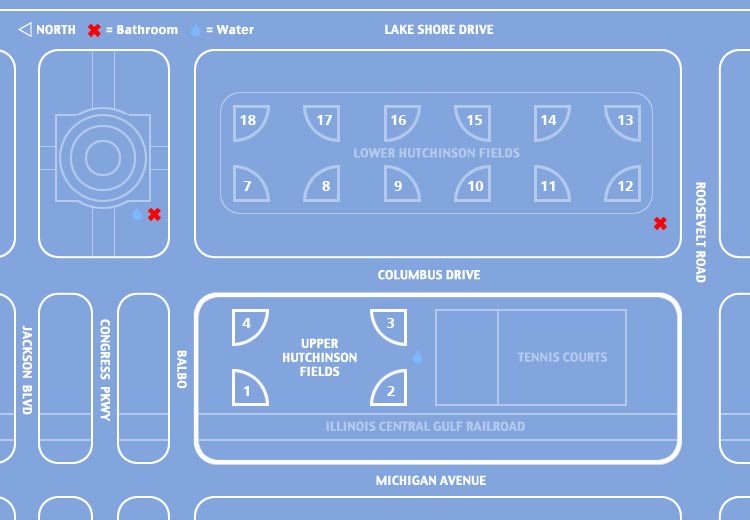 NORTH = Bathroom = Water
LAKE SHORE DRIVE
18 17 16 15 14 13
LOWER HUTCHINSON FIELDS
7 8 9 10 11 12
ROOSEVELT ROAD
COLUMBUS DRIVE
JACKSON BLVD
CONGRESS PKWY
BALBO
4 3
UPPER
HUTCHINSON
FIELDS
TENNIS COURTS
1 2
ILLINOIS CENTRAL GULF RAILROAD
MICHIGAN AVENUE